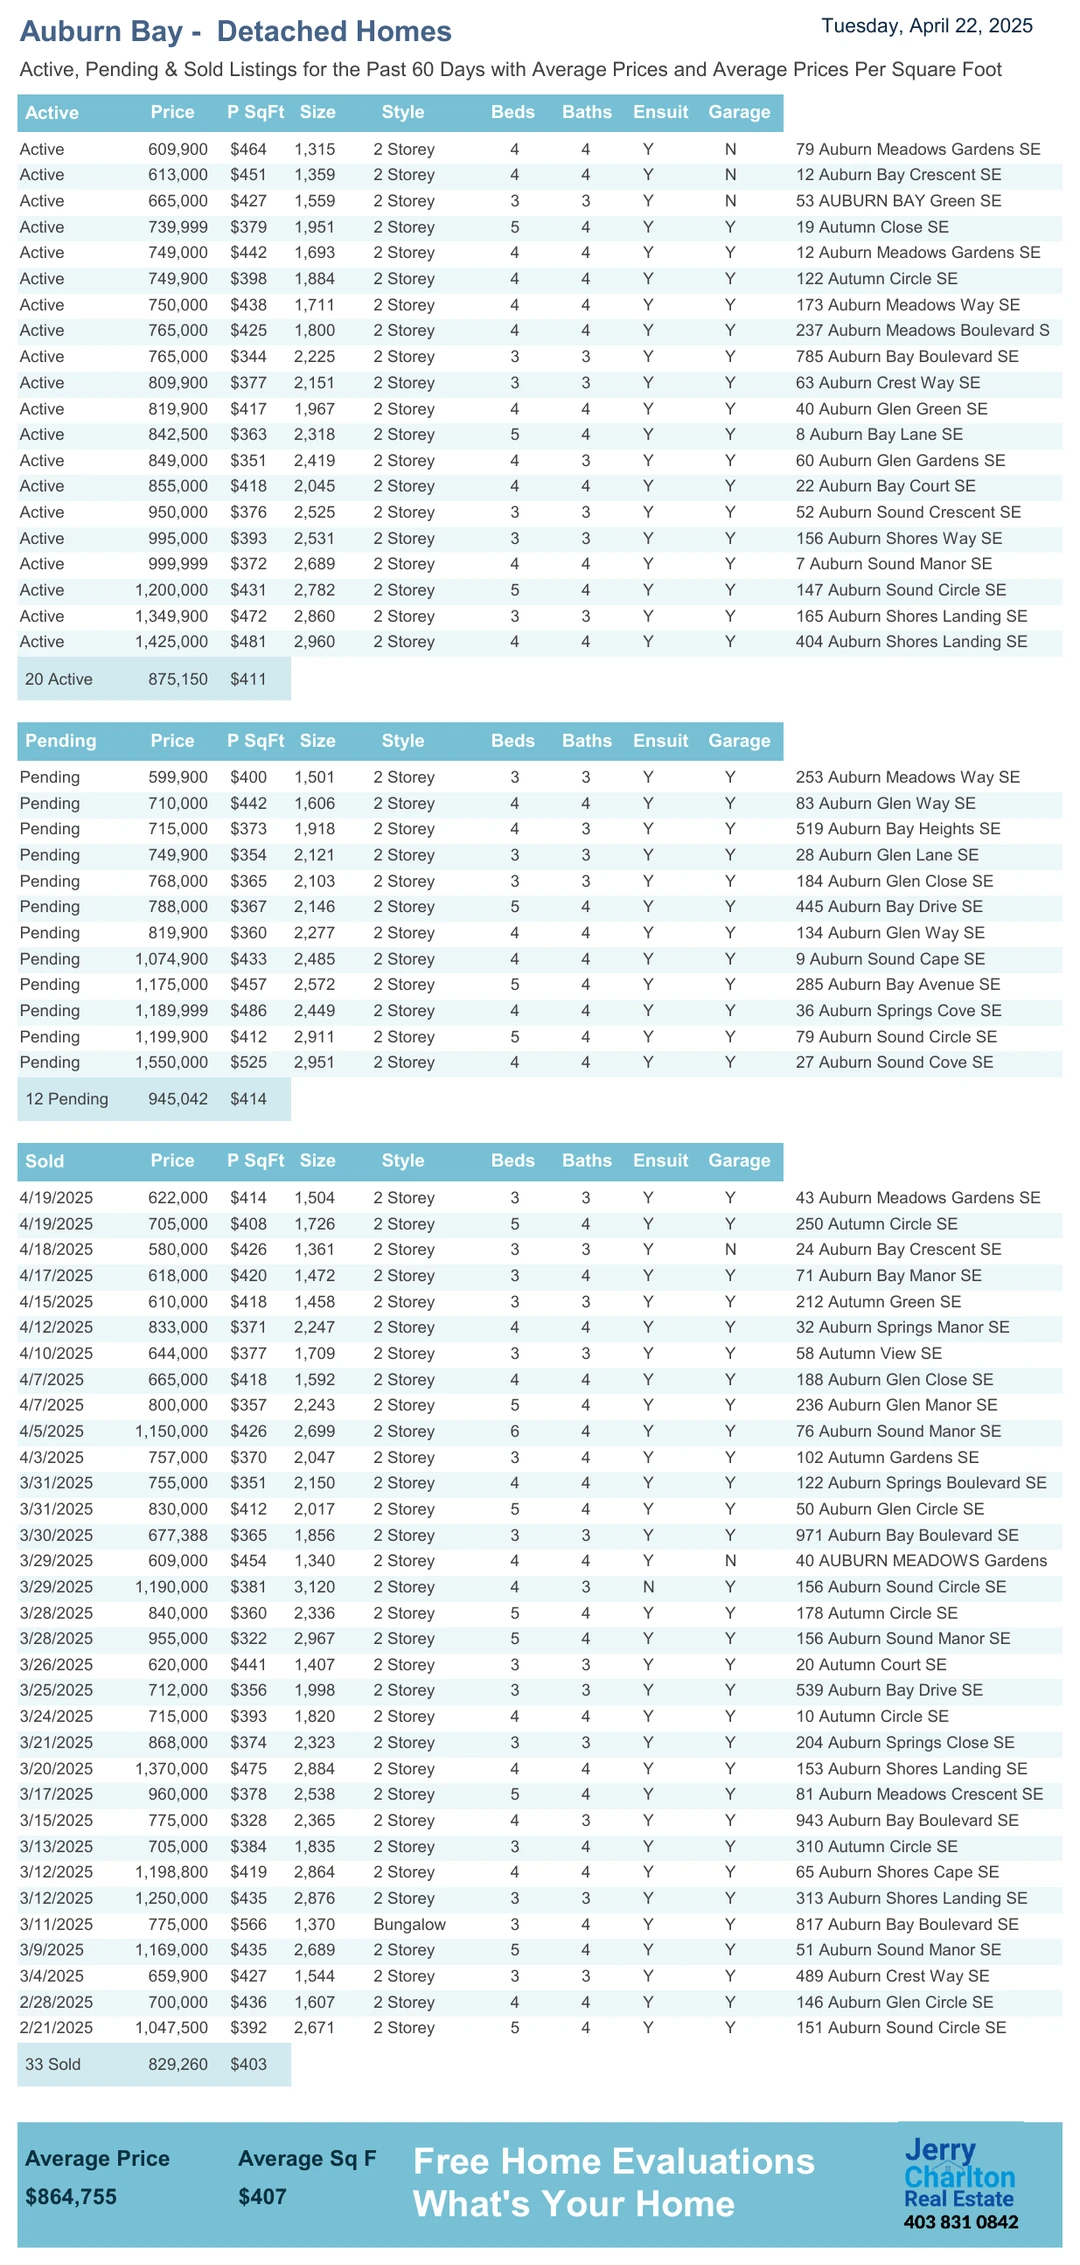 Auburn Bay - Detached Homes
Tuesday, April 22, 2025
Active, Pending & Sold Listings for the Past 60 Days with Average Prices and Average Prices Per Square Foot
Active Price P SqFt Size Style Beds Baths Ensuit Garage
Active 609,900 $464 1,315 2 Storey 4 4 Y N 79 Auburn Meadows Gardens SE
Active 613,000 $451 1,359 2 Storey 4 4 Y N 12 Auburn Bay Crescent SE
Active 665,000 $427 1,559 2 Storey 3 3 Y N 53 AUBURN BAY Green SE
Active 739,999 $379 1,951 2 Storey 5 4 Y Y 19 Autumn Close SE
Active 749,000 $442 1,693 2 Storey 4 4 Y Y 12 Auburn Meadows Gardens SE
Active 749,900 $398 1,884 2 Storey 4 4 Y Y 122 Autumn Circle SE
Active 750,000 $438 1,711 2 Storey 4 4 Y Y 173 Auburn Meadows Way SE
Active 765,000 $425 1,800 2 Storey 4 4 Y Y 237 Auburn Meadows Boulevard S
Active 765,000 $344 2,225 2 Storey 3 3 Y Y 785 Auburn Bay Boulevard SE
Active 809,900 $377 2,151 2 Storey 3 3 Y Y 63 Auburn Crest Way SE
Active 819,900 $417 1,967 2 Storey 4 4 Y Y 40 Auburn Glen Green SE
Active 842,500 $363 2,318 2 Storey 5 4 Y Y 8 Auburn Bay Lane SE
Active 849,000 $351 2,419 2 Storey 4 3 Y Y 60 Auburn Glen Gardens SE
Active 855,000 $418 2,045 2 Storey 4 4 Y Y 22 Auburn Bay Court SE
Active 950,000 $376 2,525 2 Storey 3 3 Y Y 52 Auburn Sound Crescent SE
Active 995,000 $393 2,531 2 Storey 3 3 Y Y 156 Auburn Shores Way SE
Active 999,999 $372 2,689 2 Storey 4 4 Y Y 7 Auburn Sound Manor SE
Active 1,200,000 $431 2,782 2 Storey 5 4 Y Y 147 Auburn Sound Circle SE
Active 1,349,900 $472 2,860 2 Storey 3 3 Y Y 165 Auburn Shores Landing SE
Active 1,425,000 $481 2,960 2 Storey 4 4 Y Y 404 Auburn Shores Landing SE
20 Active 875,150 $411
Pending Price P SqFt Size Style Beds Baths Ensuit Garage
Pending 599,900 $400 1,501 2 Storey 3 3 Y Y 253 Auburn Meadows Way SE
Pending 710,000 $442 1,606 2 Storey 4 4 Y Y 83 Auburn Glen Way SE
Pending 715,000 $373 1,918 2 Storey 4 3 Y Y 519 Auburn Bay Heights SE
Pending 749,900 $354 2,121 2 Storey 3 3 Y Y 28 Auburn Glen Lane SE
Pending 768,000 $365 2,103 2 Storey 3 3 Y Y 184 Auburn Glen Close SE
Pending 788,000 $367 2,146 2 Storey 5 4 Y Y 445 Auburn Bay Drive SE
Pending 819,900 $360 2,277 2 Storey 4 4 Y Y 134 Auburn Glen Way SE
Pending 1,074,900 $433 2,485 2 Storey 4 4 Y Y 9 Auburn Sound Cape SE
Pending 1,175,000 $457 2,572 2 Storey 5 4 Y Y 285 Auburn Bay Avenue SE
Pending 1,189,999 $486 2,449 2 Storey 4 4 Y Y 36 Auburn Springs Cove SE
Pending 1,199,900 $412 2,911 2 Storey 5 4 Y Y 79 Auburn Sound Circle SE
Pending 1,550,000 $525 2,951 2 Storey 4 4 Y Y 27 Auburn Sound Cove SE
12 Pending 945,042 $414
Sold Price P SqFt Size Style Beds Baths Ensuit Garage
4/19/2025 622,000 $414 1,504 2 Storey 3 3 Y Y 43 Auburn Meadows Gardens SE
4/19/2025 705,000 $408 1,726 2 Storey 5 4 Y Y 250 Autumn Circle SE
4/18/2025 580,000 $426 1,361 2 Storey 3 3 Y N 24 Auburn Bay Crescent SE
4/17/2025 618,000 $420 1,472 2 Storey 3 4 Y Y 71 Auburn Bay Manor SE
4/15/2025 610,000 $418 1,458 2 Storey 3 3 Y Y 212 Autumn Green SE
4/12/2025 833,000 $371 2,247 2 Storey 4 4 Y Y 32 Auburn Springs Manor SE
4/10/2025 644,000 $377 1,709 2 Storey 3 3 Y Y 58 Autumn View SE
4/7/2025 665,000 $418 1,592 2 Storey 4 4 Y Y 188 Auburn Glen Close SE
4/7/2025 800,000 $357 2,243 2 Storey 5 4 Y Y 236 Auburn Glen Manor SE
4/5/2025 1,150,000 $426 2,699 2 Storey 6 4 Y Y 76 Auburn Sound Manor SE
4/3/2025 757,000 $370 2,047 2 Storey 3 4 Y Y 102 Autumn Gardens SE
3/31/2025 755,000 $351 2,150 2 Storey 4 4 Y Y 122 Auburn Springs Boulevard SE
3/31/2025 830,000 $412 2,017 2 Storey 5 4 Y Y 50 Auburn Glen Circle SE
3/30/2025 677,388 $365 1,856 2 Storey 3 3 Y Y 971 Auburn Bay Boulevard SE
3/29/2025 609,000 $454 1,340 2 Storey 4 4 Y N 40 AUBURN MEADOWS Gardens
3/29/2025 1,190,000 $381 3,120 2 Storey 4 3 N Y 156 Auburn Sound Circle SE
3/28/2025 840,000 $360 2,336 2 Storey 5 4 Y Y 178 Autumn Circle SE
3/28/2025 955,000 $322 2,967 2 Storey 5 4 Y Y 156 Auburn Sound Manor SE
3/26/2025 620,000 $441 1,407 2 Storey 3 3 Y Y 20 Autumn Court SE
3/25/2025 712,000 $356 1,998 2 Storey 3 3 Y Y 539 Auburn Bay Drive SE
3/24/2025 715,000 $393 1,820 2 Storey 4 4 Y Y 10 Autumn Circle SE
3/21/2025 868,000 $374 2,323 2 Storey 3 3 Y Y 204 Auburn Springs Close SE
3/20/2025 1,370,000 $475 2,884 2 Storey 4 4 Y Y 153 Auburn Shores Landing SE
3/17/2025 960,000 $378 2,538 2 Storey 5 4 Y Y 81 Auburn Meadows Crescent SE
3/15/2025 775,000 $328 2,365 2 Storey 4 3 Y Y 943 Auburn Bay Boulevard SE
3/13/2025 705,000 $384 1,835 2 Storey 3 4 Y Y 310 Autumn Circle SE
3/12/2025 1,198,800 $419 2,864 2 Storey 4 4 Y Y 65 Auburn Shores Cape SE
3/12/2025 1,250,000 $435 2,876 2 Storey 3 3 Y Y 313 Auburn Shores Landing SE
3/11/2025 775,000 $566 1,370 Bungalow 3 4 Y Y 817 Auburn Bay Boulevard SE
3/9/2025 1,169,000 $435 2,689 2 Storey 5 4 Y Y 51 Auburn Sound Manor SE
3/4/2025 659,900 $427 1,544 2 Storey 3 3 Y Y 489 Auburn Crest Way SE
2/28/2025 700,000 $436 1,607 2 Storey 4 4 Y Y 146 Auburn Glen Circle SE
2/21/2025 1,047,500 $392 2,671 2 Storey 5 4 Y Y 151 Auburn Sound Circle SE
33 Sold 829,260 $403
Average Price Average Sq F
$864,755 $407
Free Home Evaluations
What's Your Home
Jerry
Charlton
Real Estate
403 831 0842